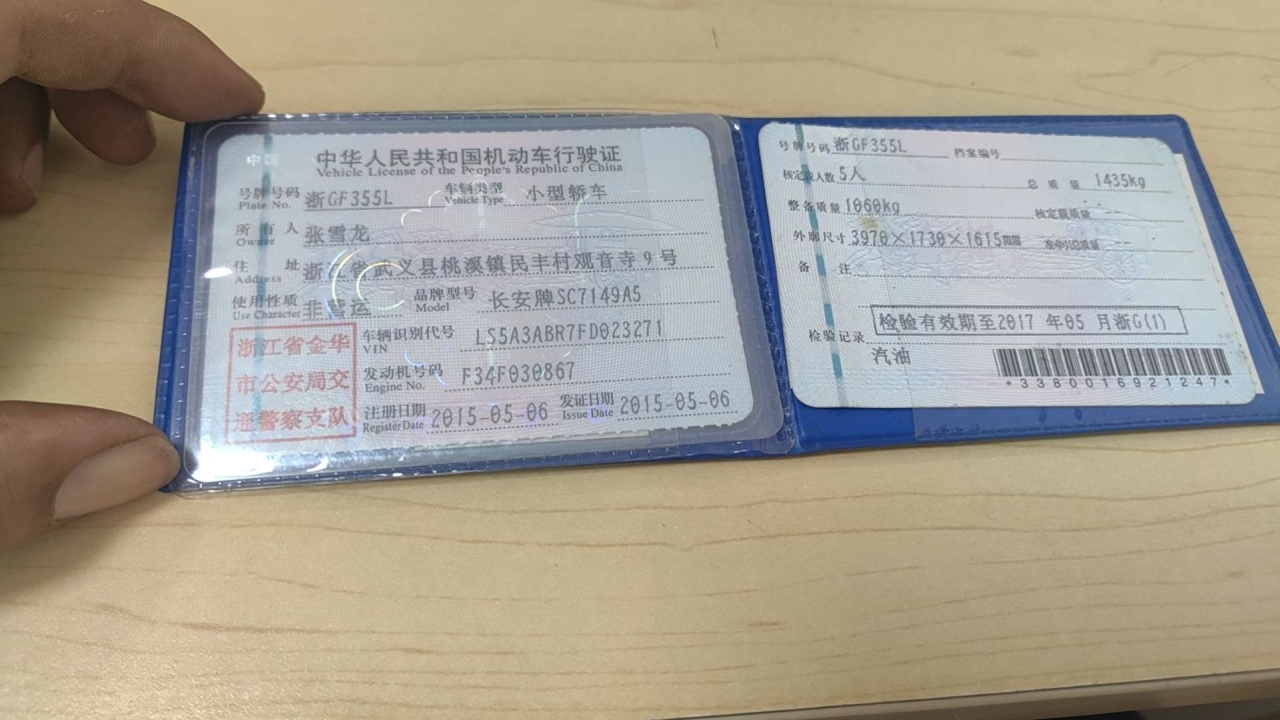 中国
中华人民共和国机动车行驶证
Vehicle License of the People's Republic of China
号牌号码 浙GF355L 车辆类型 小型轿车
Plate No. Vehicle Type
所有人 张雪龙
Owner
住址 浙江省武义县桃溪镇民丰村观音寺9号
Address
使用性质 非营运 品牌型号 长安牌SC7149A5
Use Character Model
浙江省金华
市公安局交
通警察支队
车辆识别代号 LS5A3ABR7FD023271
VIN
发动机号码 F34F030867
Engine No.
注册日期 2015-05-06 发证日期 2015-05-06
Register Date Issue Date
号牌号码 浙GF355L 档案编号
核定载人数 5人 总质量 1435kg
整备质量 1060kg 核定载质量
外廓尺寸 3970×1730×1615mm 准牵引总质量
备注
检验有效期至2017年05月浙G(1)
检验记录
汽油
*3380016921247*